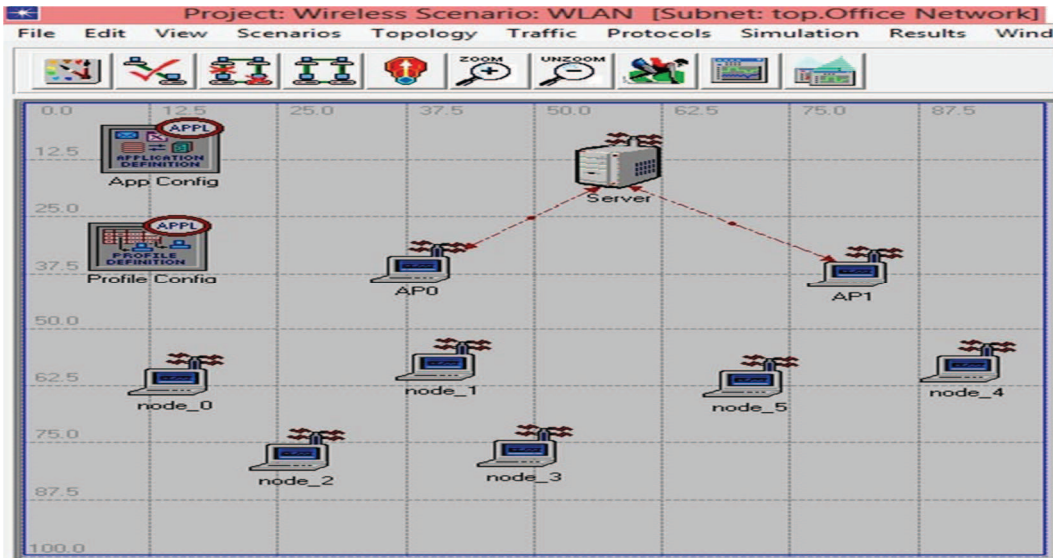 Project: Wireless Scenario: WLAN [Subnet: top.Office Network]
File Edit View Scenarios Topology Traffic Protocols Simulation Results Wind
ZOOM UNZOOM
0.0 12.5 25.0 37.5 50.0 62.5 75.0 87.5
APPL
12.5
APPLICATION
DEFINITION
App Config
Server
25.0
APPL
PROFILE
DEFINITION
37.5
Profile Config
AP0
AP1
50.0
62.5
node_0
node_1
node_5
node_4
75.0
node_2
node_3
87.5
100.0